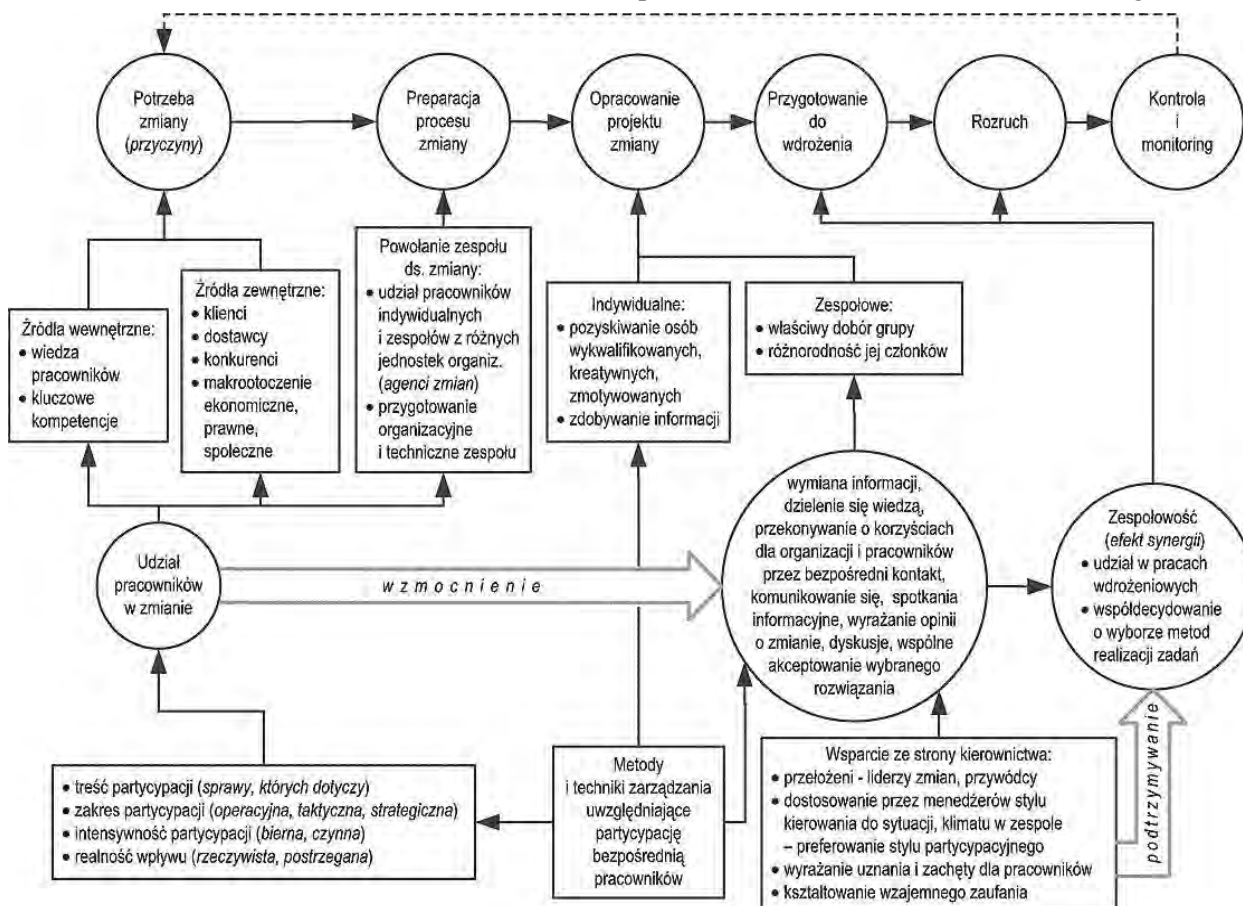 Potrzeba
zmiany
(przyczyny)
Preparacja
procesu
zmiany
Opracowanie
projektu
zmiany
Przygotowanie
do
wdrożenia
Rozruch
Kontrola
i
monitoring
Źródła wewnętrzne:
• wiedza
pracowników
• kluczowe
kompetencje
Źródła zewnętrzne:
• klienci
• dostawcy
• konkurenci
• makrootoczenie
ekonomiczne,
prawne,
społeczne
Powołanie zespołu
ds. zmiany:
• udział pracowników
indywidualnych
i zespołów z różnych
jednostek organiz.
(agenci zmian)
• przygotowanie
organizacyjne
i techniczne zespołu
Indywidualne:
• pozyskiwanie osób
wykwalifikowanych,
kreatywnych,
zmotywowanych
• zdobywanie informacji
Zespołowe:
• właściwy dobór grupy
• różnorodność jej członków
Udział
pracowników
w zmianie
wzmocnienie
wymiana informacji,
dzielenie się wiedzą,
przekonywanie o korzyściach
dla organizacji i pracowników
przez bezpośredni kontakt,
komunikowanie się, spotkania
informacyjne, wyrażanie opinii
o zmianie, dyskusje, wspólne
akceptowanie wybranego
rozwiązania
Zespołowość
(efekt synergii)
• udział w pracach
wdrożeniowych
• współdecydowanie
o wyborze metod
realizacji zadań
• treść partycypacji (sprawy, których dotyczy)
• zakres partycypacji (operacyjna, taktyczna, strategiczna)
• intensywność partycypacji (bierna, czynna)
• realność wpływu (rzeczywista, postrzegana)
Metody
i techniki zarządzania
uwzględniające
partycypację
bezpośrednią
pracowników
Wsparcie ze strony kierownictwa:
• przełożeni - liderzy zmian, przywódcy
• dostosowanie przez menedżerów stylu
kierowania do sytuacji, klimatu w zespole
– preferowanie stylu partycypacyjnego
• wyrażanie uznania i zachęty dla pracowników
• kształtowanie wzajemnego zaufania
podtrzymywanie